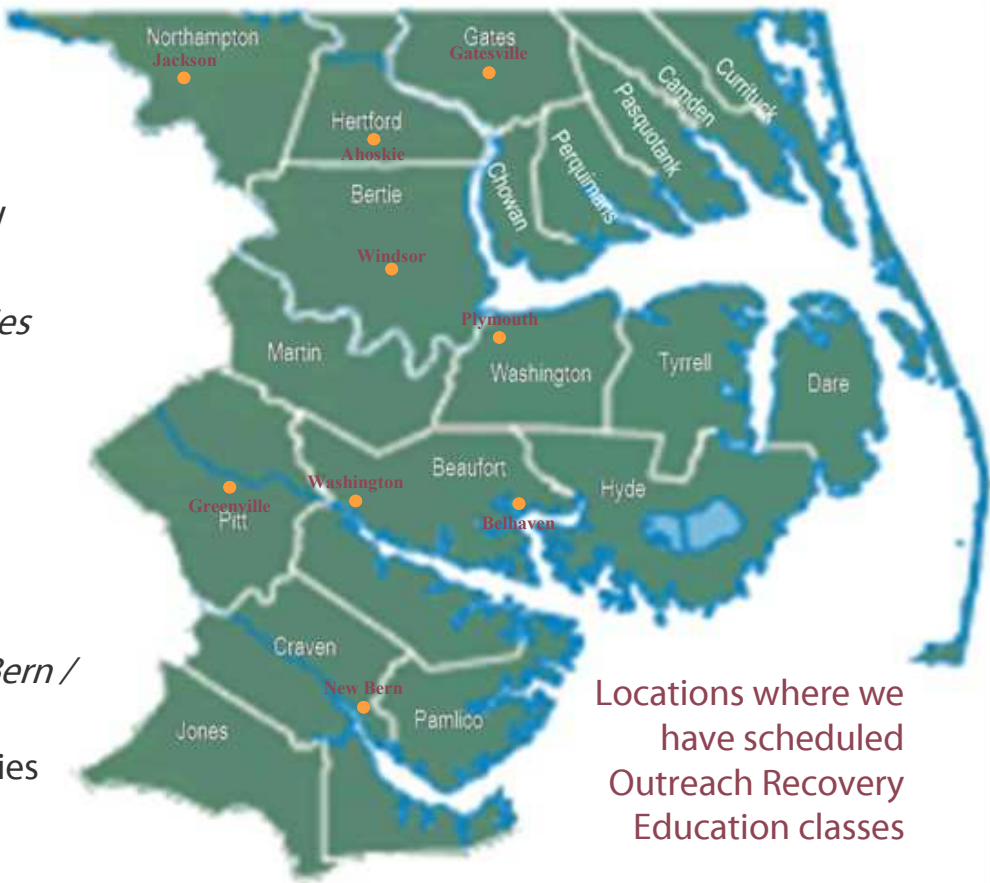 Northampton
Jackson
Gates
Gatesville
Hertford
Ahoskie
Camden
Currituck
Pasquotank
Perquimans
Chowan
Bertie
Windsor
es
Martin
Plymouth
Washington
Tyrrell
Dare
Beaufort
Hyde
Washington
Belhaven
Greenville
Pitt
Craven
New Bern
Pamlico
Jones
Bern /
ies
Locations where we
have scheduled
Outreach Recovery
Education classes